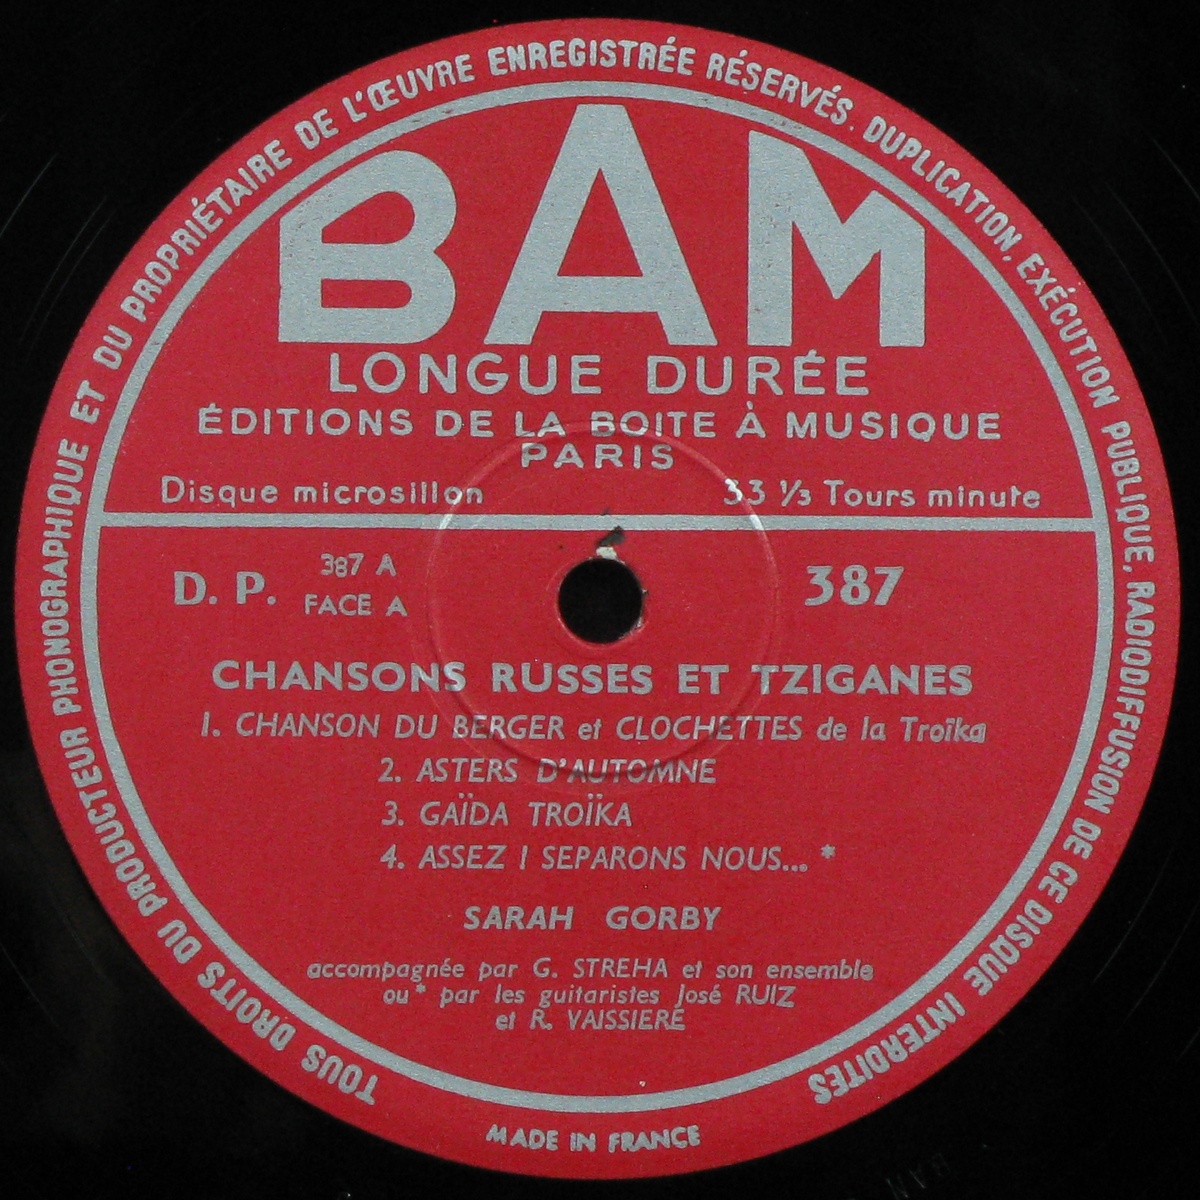 TOUS DROITS DU PRODUCTEUR PHONOGRAPHIQUE ET DU PROPRIÉTAIRE DE L'ŒUVRE ENREGISTRÉE RÉSERVÉS. DUPLICATION, EXÉCUTION PUBLIQUE, RADIODIFFUSION DE CE DISQUE INTERDITES
BAM
LONGUE DURÉE
ÉDITIONS DE LA BOITE À MUSIQUE
PARIS
Disque microsillon 33 ⅓ Tours minute
D. P. 387 A 387
FACE A
CHANSONS RUSSES ET TZIGANES
1. CHANSON DU BERGER et CLOCHETTES de la Troïka
2. ASTERS D'AUTOMNE
3. GAÏDA TROÏKA
4. ASSEZ I SEPARONS NOUS... *
SARAH GORBY
accompagnée par G. STREHA et son ensemble
ou * par les guitaristes José RUIZ
et R. VAISSIERE
MADE IN FRANCE